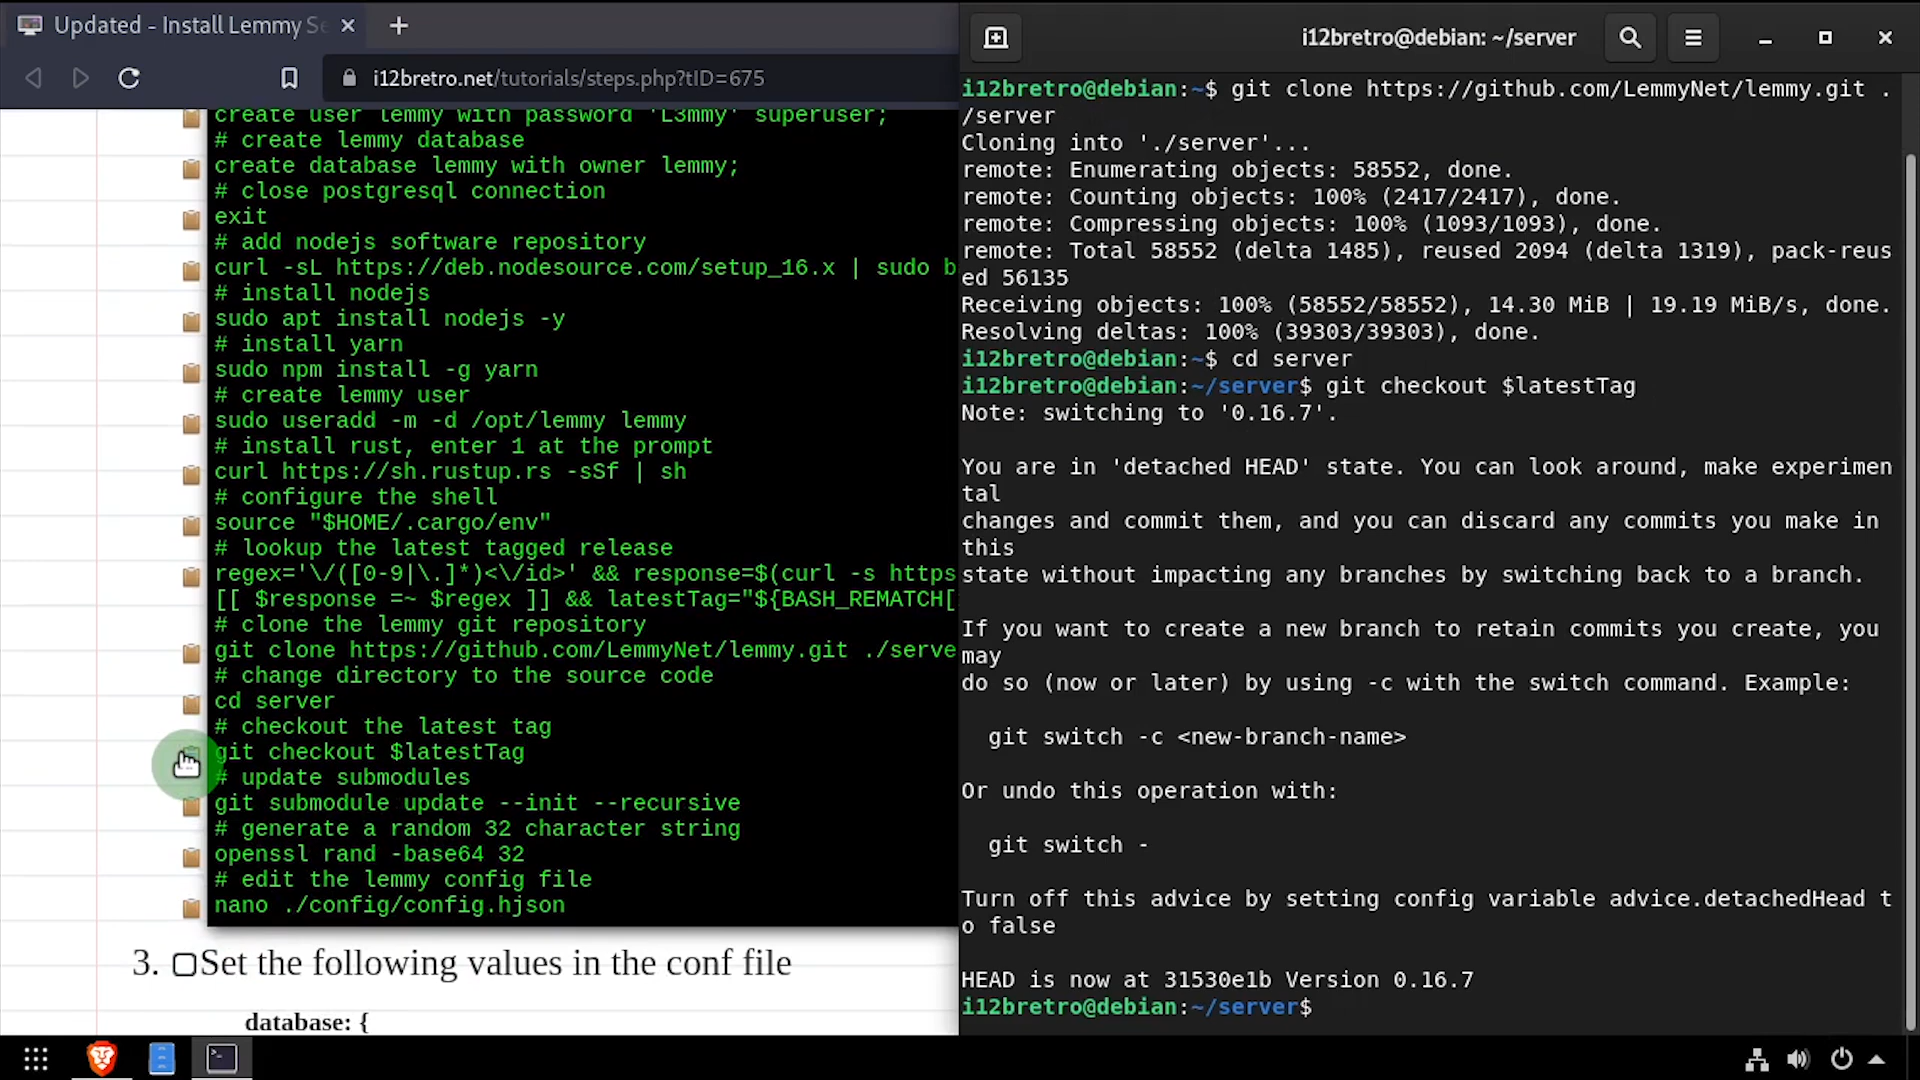 Updated - Install Lemmy Se
i12bretro.net/tutorials/steps.php?tID=675
create user lemmy with password 'L3mmy' superuser;
# create lemmy database
create database lemmy with owner lemmy;
# close postgresql connection
exit
# add nodejs software repository
curl -sL https://deb.nodesource.com/setup_16.x | sudo b
# install nodejs
sudo apt install nodejs -y
# install yarn
sudo npm install -g yarn
# create lemmy user
sudo useradd -m -d /opt/lemmy lemmy
# install rust, enter 1 at the prompt
curl https://sh.rustup.rs -sSf | sh
# configure the shell
source "$HOME/.cargo/env"
# lookup the latest tagged release
regex='\/([0-9|\.]*)<\/id>' && response=$(curl -s https
[[ $response =~ $regex ]] && latestTag="${BASH_REMATCH[
# clone the lemmy git repository
git clone https://github.com/LemmyNet/lemmy.git ./serve
# change directory to the source code
cd server
# checkout the latest tag
git checkout $latestTag
# update submodules
git submodule update --init --recursive
# generate a random 32 character string
openssl rand -base64 32
# edit the lemmy config file
nano ./config/config.hjson
3. Set the following values in the conf file
database: {
i12bretro@debian: ~/server
i12bretro@debian:~$ git clone https://github.com/LemmyNet/lemmy.git .
/server
Cloning into './server'...
remote: Enumerating objects: 58552, done.
remote: Counting objects: 100% (2417/2417), done.
remote: Compressing objects: 100% (1093/1093), done.
remote: Total 58552 (delta 1485), reused 2094 (delta 1319), pack-reus
ed 56135
Receiving objects: 100% (58552/58552), 14.30 MiB | 19.19 MiB/s, done.
Resolving deltas: 100% (39303/39303), done.
i12bretro@debian:~$ cd server
i12bretro@debian:~/server$ git checkout $latestTag
Note: switching to '0.16.7'.
You are in 'detached HEAD' state. You can look around, make experimen
tal
changes and commit them, and you can discard any commits you make in
this
state without impacting any branches by switching back to a branch.
If you want to create a new branch to retain commits you create, you
may
do so (now or later) by using -c with the switch command. Example:
git switch -c <new-branch-name>
Or undo this operation with:
git switch -
Turn off this advice by setting config variable advice.detachedHead t
o false
HEAD is now at 31530e1b Version 0.16.7
i12bretro@debian:~/server$